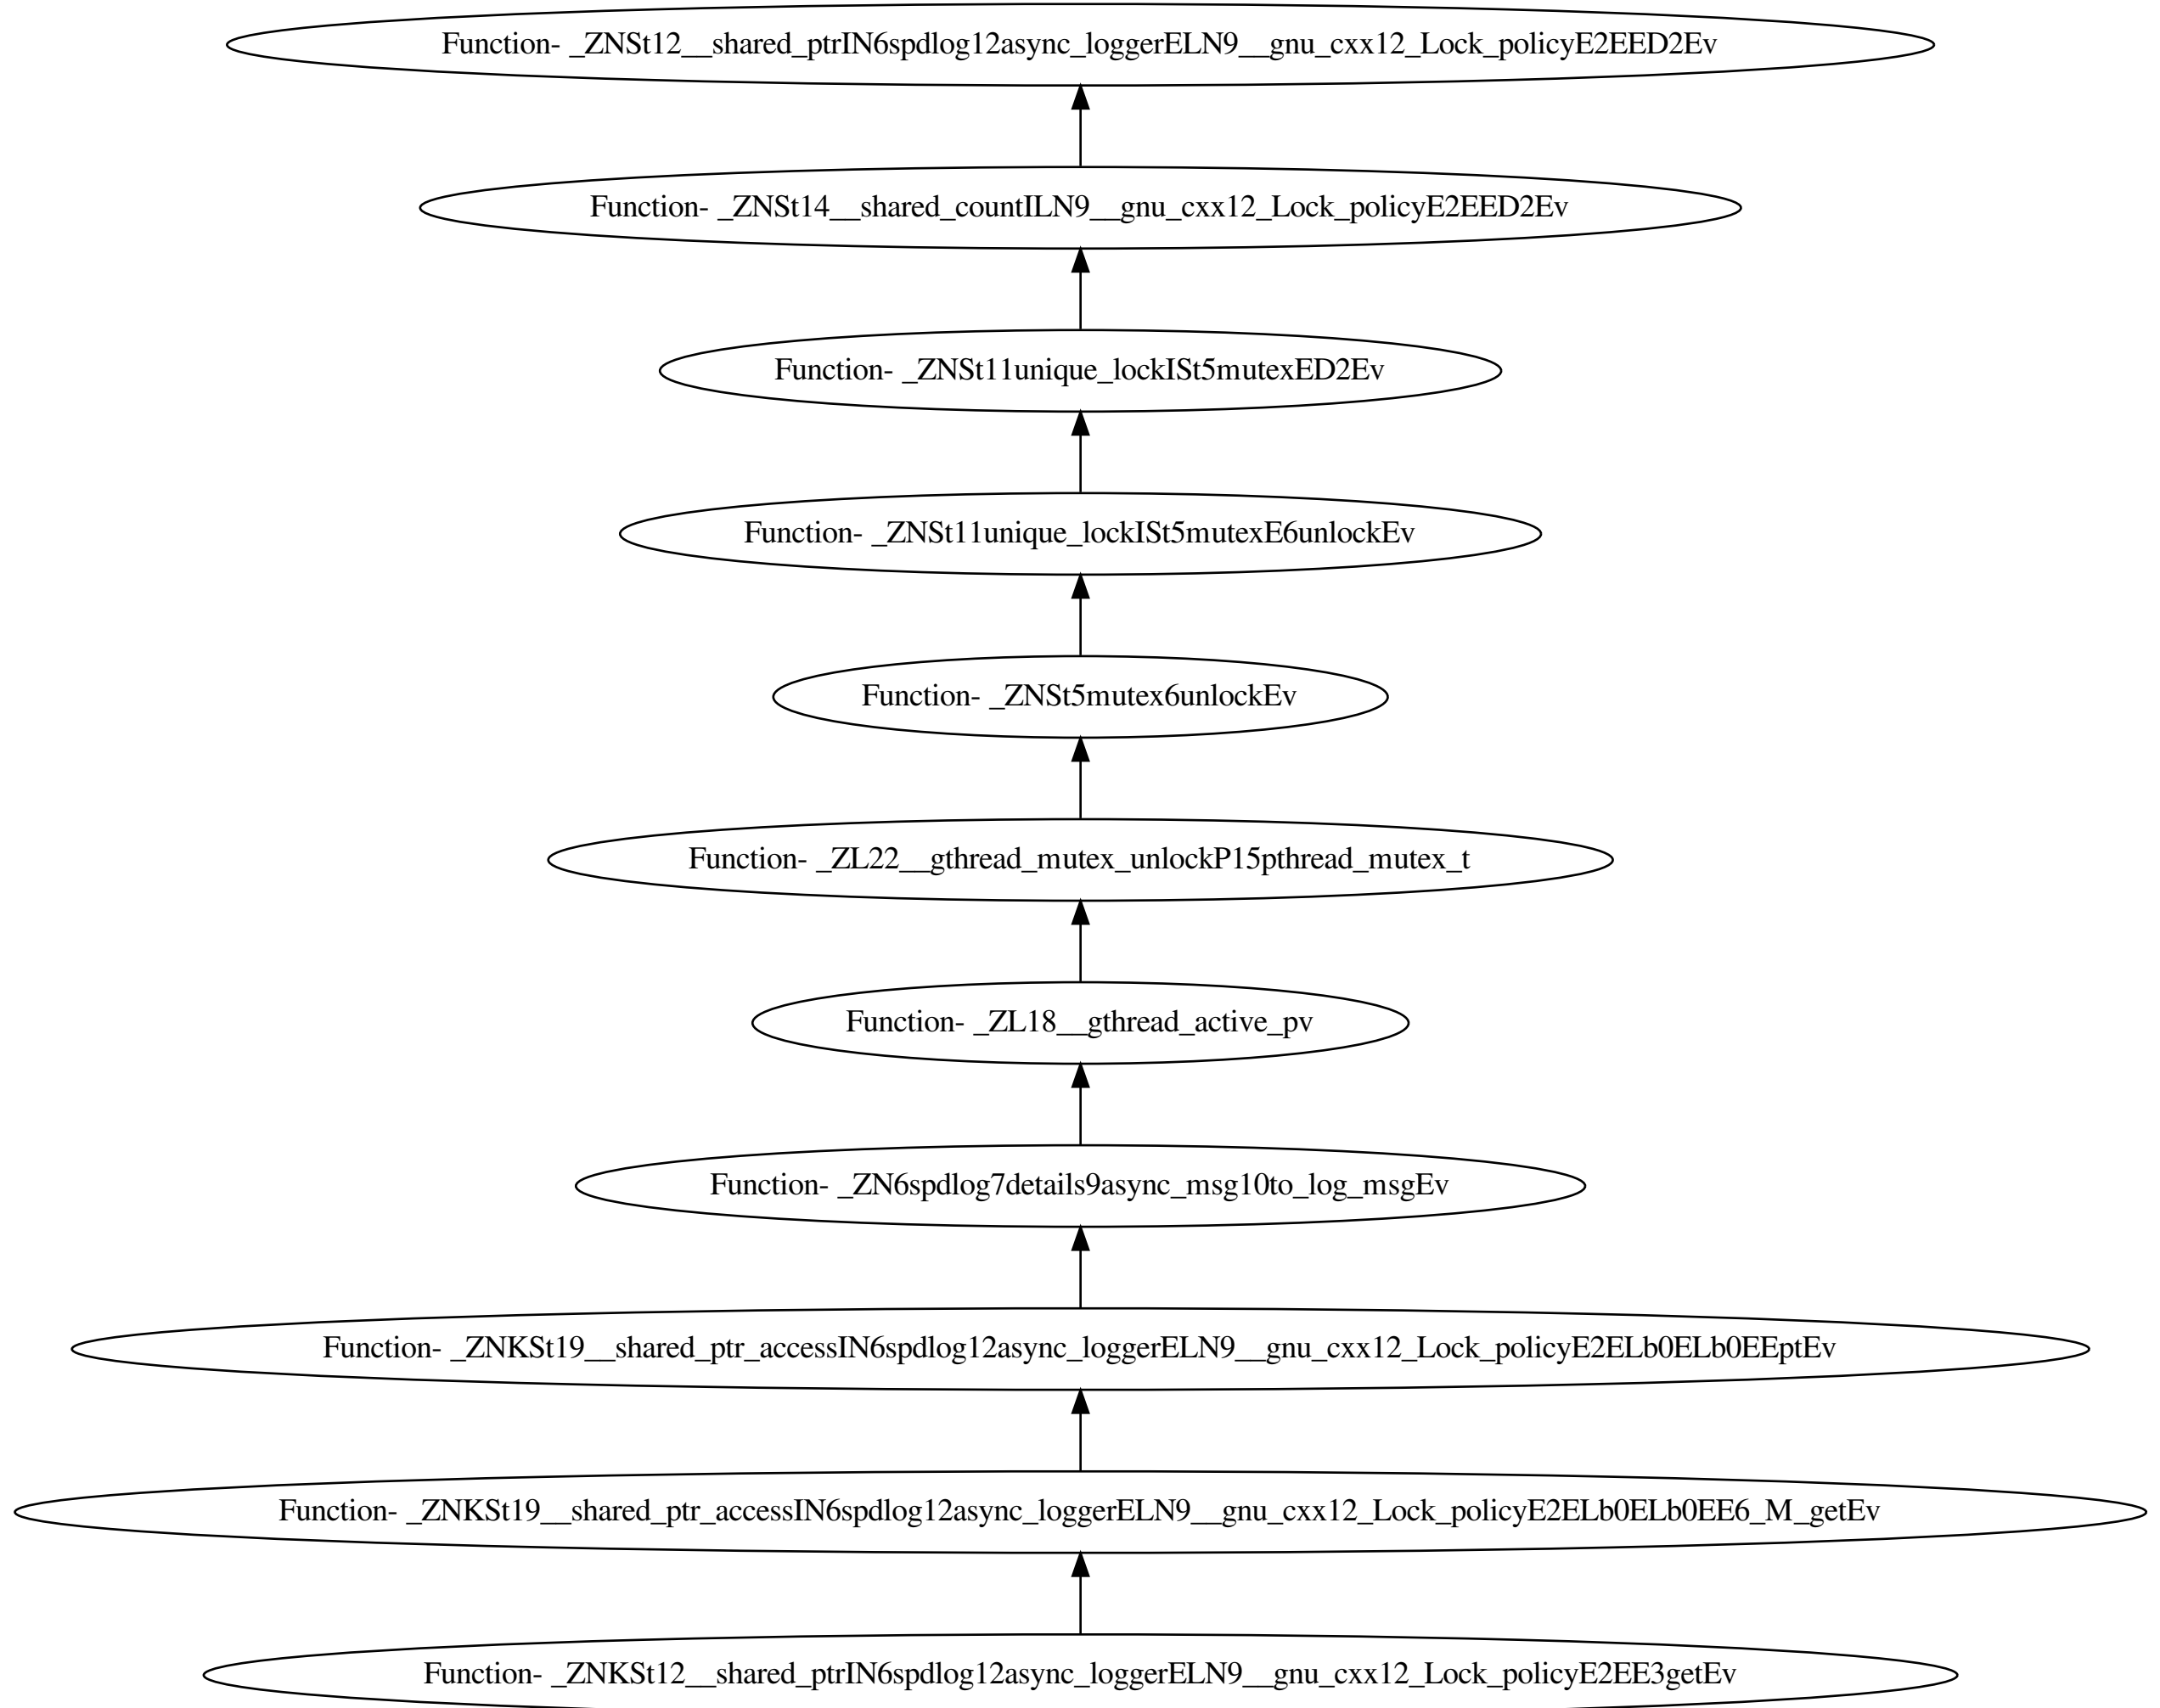 Function- _ZNSt12__shared_ptrIN6spdlog12async_loggerELN9__gnu_cxx12_Lock_policyE2EED2Ev
Function- _ZNSt14__shared_countILN9__gnu_cxx12_Lock_policyE2EED2Ev
Function- _ZNSt11unique_lockISt5mutexED2Ev
Function- _ZNSt11unique_lockISt5mutexE6unlockEv
Function- _ZNSt5mutex6unlockEv
Function- _ZL22__gthread_mutex_unlockP15pthread_mutex_t
Function- _ZL18__gthread_active_pv
Function- _ZN6spdlog7details9async_msg10to_log_msgEv
Function- _ZNKSt19__shared_ptr_accessIN6spdlog12async_loggerELN9__gnu_cxx12_Lock_policyE2ELb0ELb0EEptEv
Function- _ZNKSt19__shared_ptr_accessIN6spdlog12async_loggerELN9__gnu_cxx12_Lock_policyE2ELb0ELb0EE6_M_getEv
Function- _ZNKSt12__shared_ptrIN6spdlog12async_loggerELN9__gnu_cxx12_Lock_policyE2EE3getEv